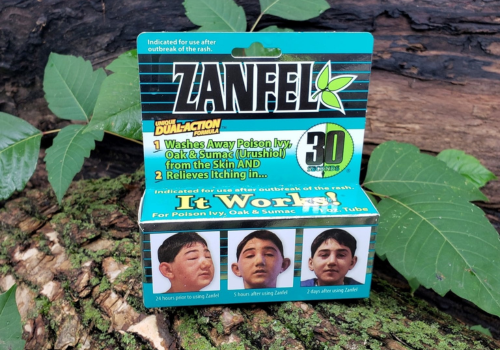 Indicated for use after
outbreak of the rash.
ZANFEL
UNIQUE
DUAL-ACTION
FORMULA
1 Washes Away Poison Ivy,
Oak & Sumac (Urushiol)
from the Skin AND
2 Relieves Itching in...
30
SECONDS
Indicated for use after outbreak of the rash.
It Works!
For Poison Ivy, Oak & Sumac
Tube
24 hours prior to using Zanfel
5 hours after using Zanfel
2 days after using Zanfel